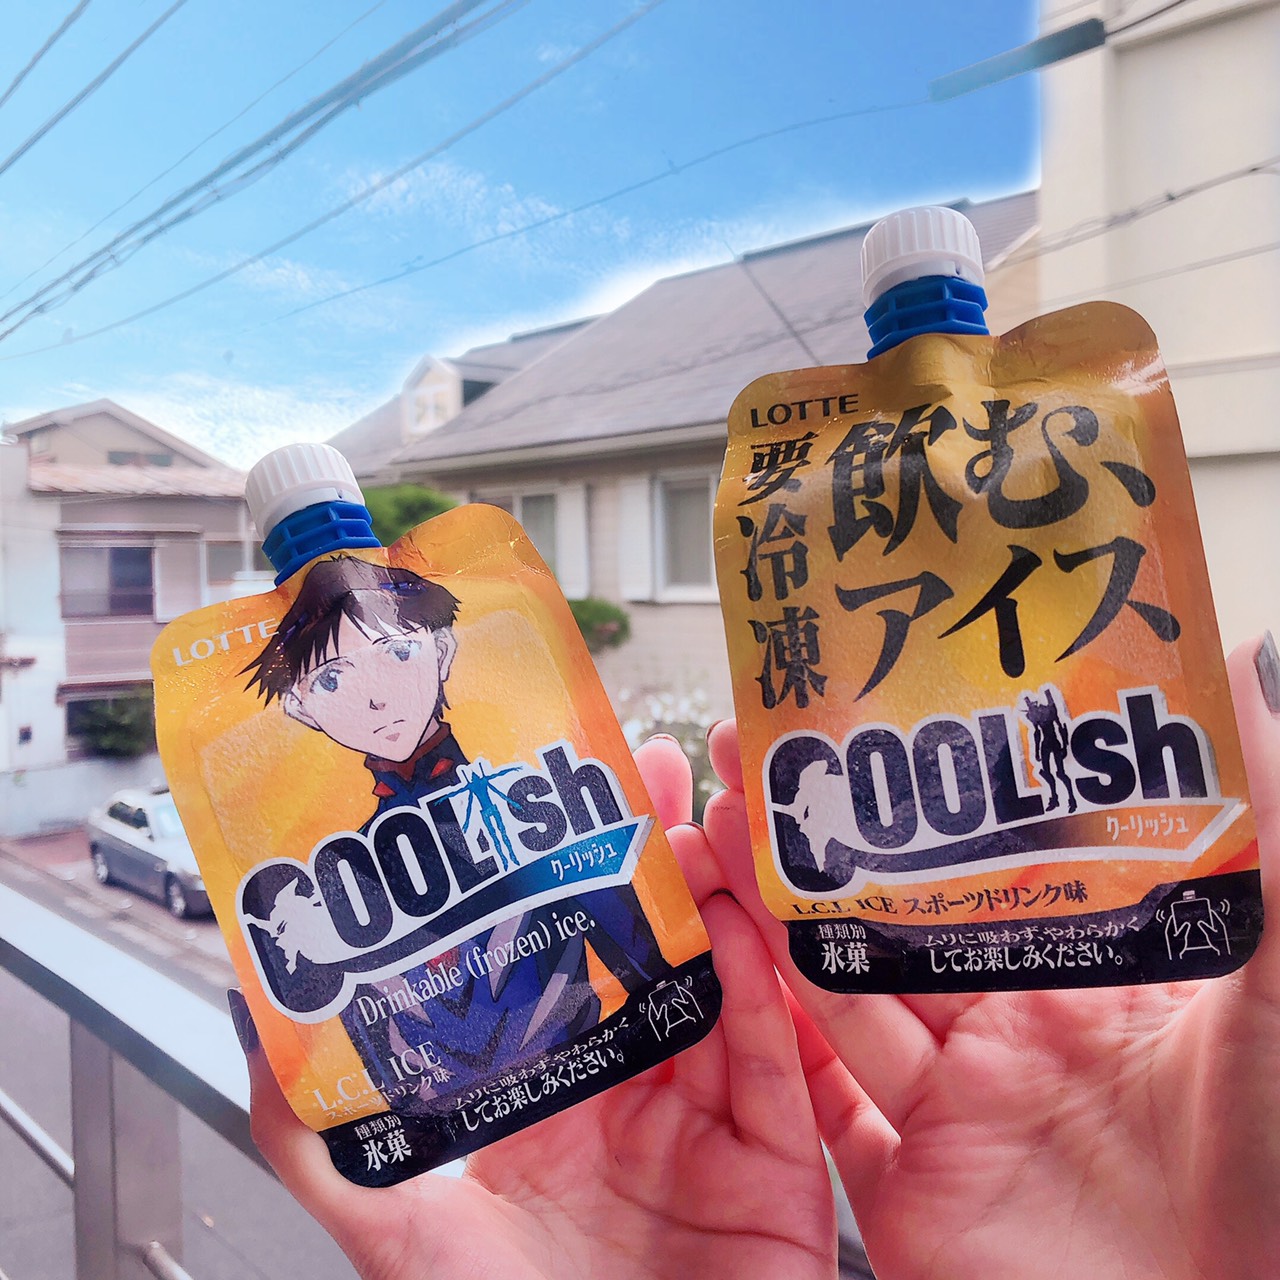 LOTTE
COOLish
クーリッシュ
Drinkable (frozen) ice.
L.C.L ICE
スポーツドリンク味
種類別
氷菓
ムリに吸わずやわらかく
してお楽しみください。
LOTTE
要冷凍
飲む、
アイス
COOLish
クーリッシュ
L.C.L ICE スポーツドリンク味
種類別
氷菓
ムリに吸わずやわらかく
してお楽しみください。